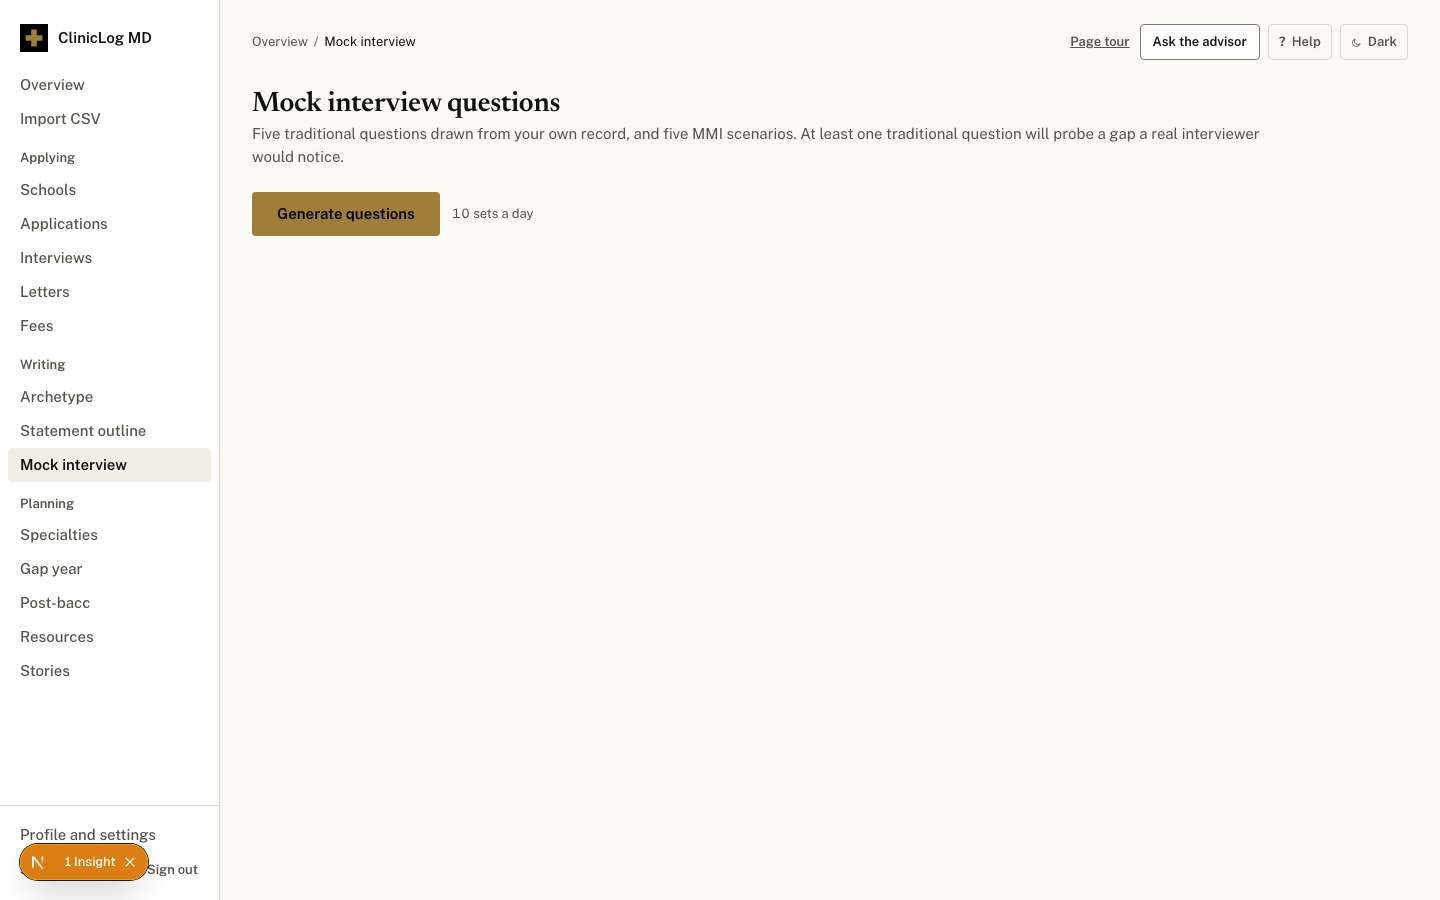 ClinicLog MD
Overview
Import CSV
Applying
Schools
Applications
Interviews
Letters
Fees
Writing
Archetype
Statement outline
Mock interview
Planning
Specialties
Gap year
Post-bacc
Resources
Stories
Profile and settings
1 Insight
Sign out
Overview / Mock interview
Page tour
Ask the advisor
? Help
Dark
Mock interview questions
Five traditional questions drawn from your own record, and five MMI scenarios. At least one traditional question will probe a gap a real interviewer
would notice.
Generate questions
10 sets a day